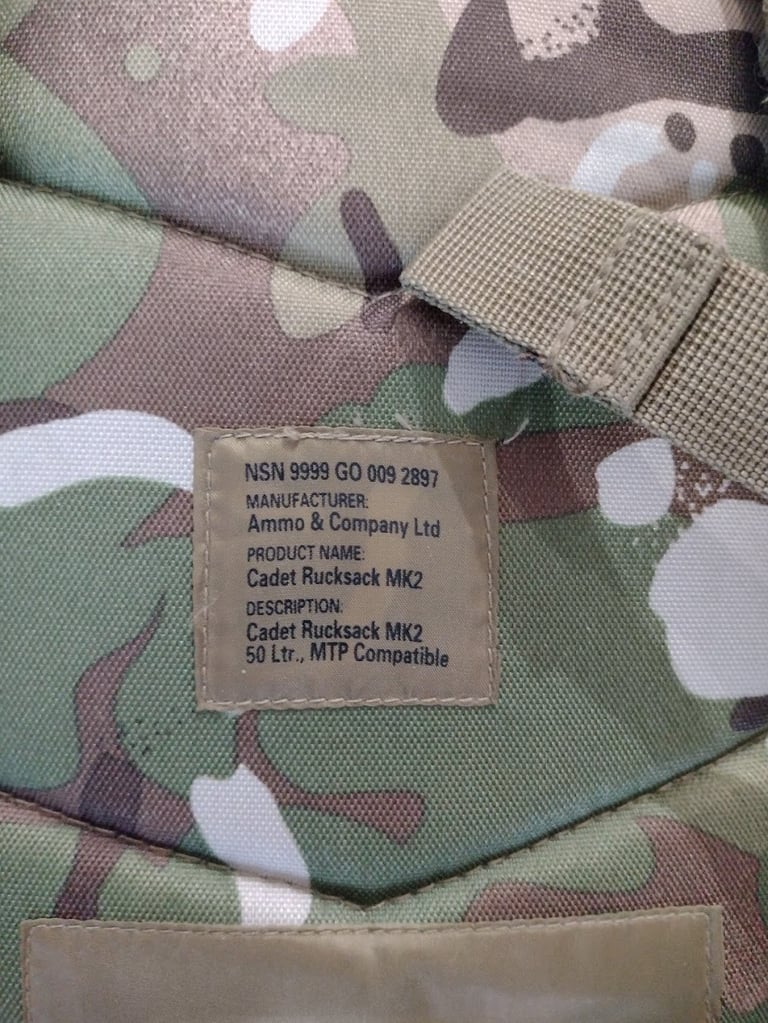 NSN 9999 GO 009 2897
MANUFACTURER:
Ammo & Company Ltd
PRODUCT NAME:
Cadet Rucksack MK2
DESCRIPTION:
Cadet Rucksack MK2
50 Ltr., MTP Compatible